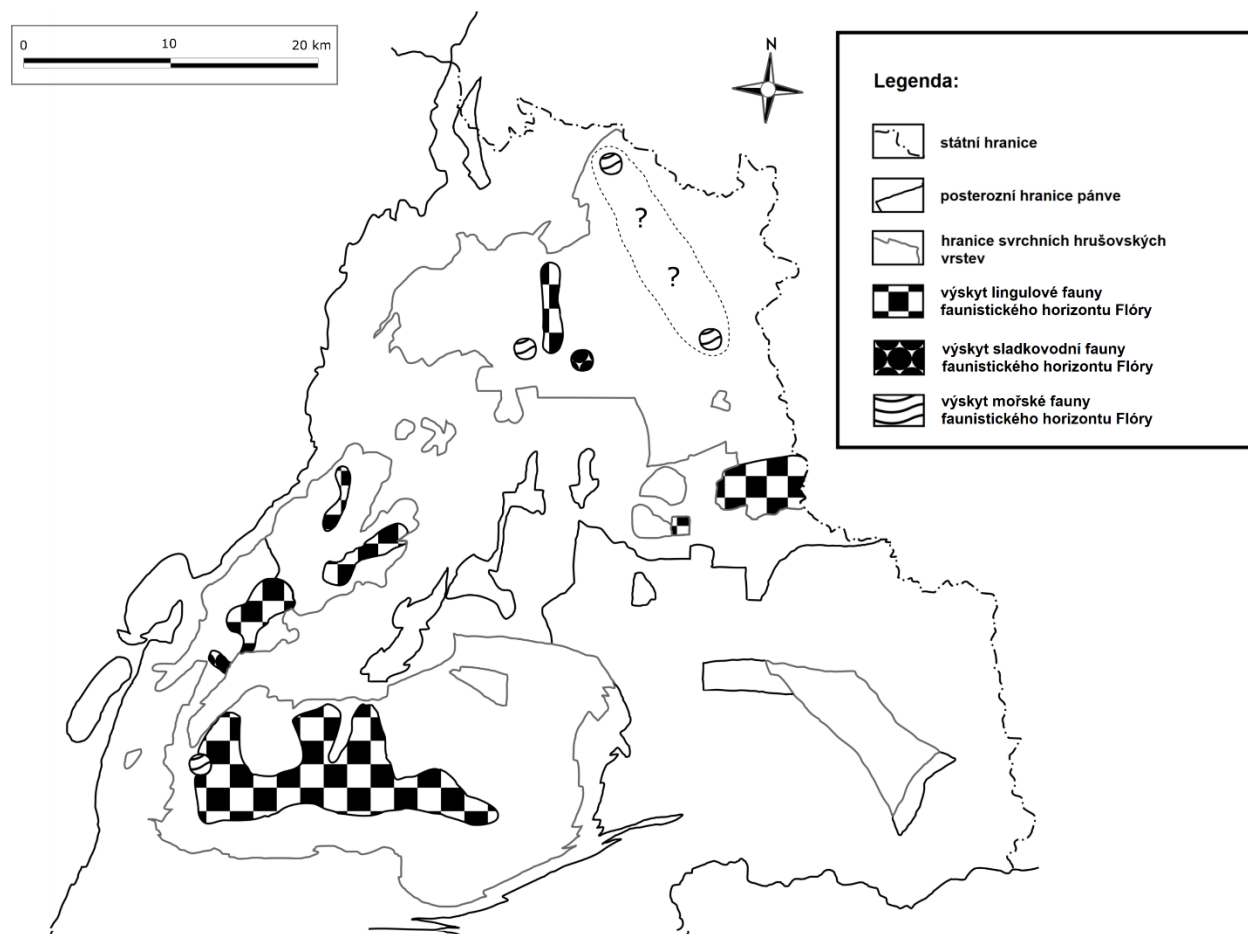 0 10 20 km
N
Legenda:
státní hranice
posterozní hranice pánve
hranice svrchních hrušovských
vrstev
výskyt lingulové fauny
faunistického horizontu Flóry
výskyt sladkovodní fauny
faunistického horizontu Flóry
výskyt mořské fauny
faunistického horizontu Flóry
?
?